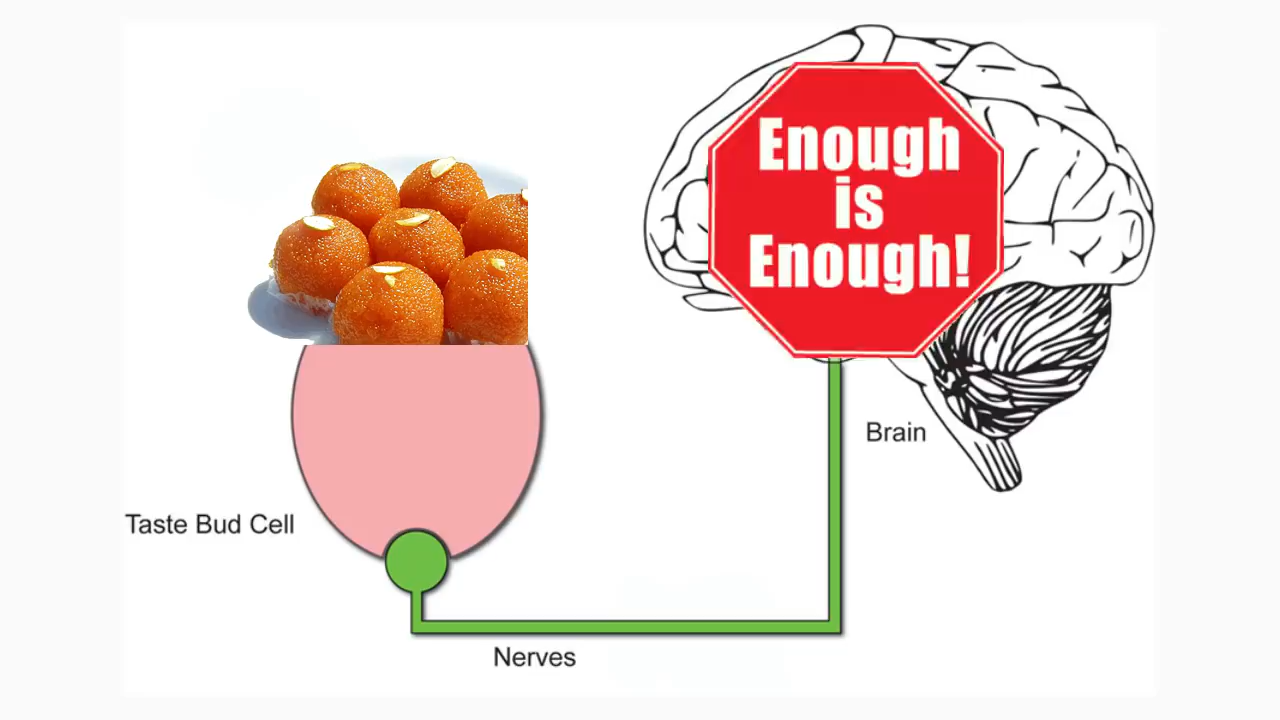 Enough
is
Enough!
Brain
Taste Bud Cell
Nerves